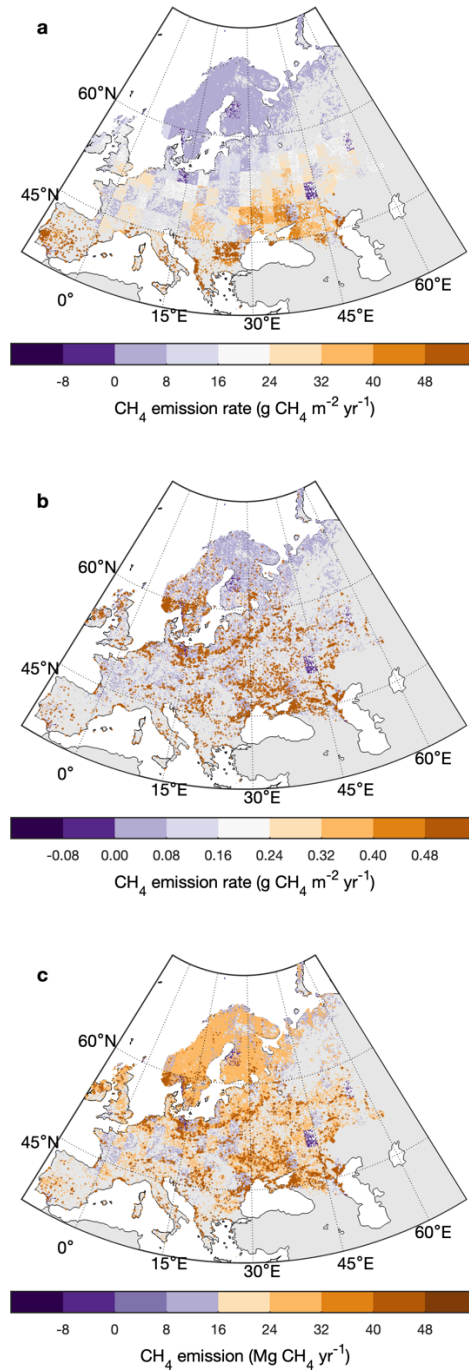 a
60°N
45°N
0°
15°E
30°E
45°E
60°E
-8 0 8 16 24 32 40 48
CH₄ emission rate (g CH₄ m⁻² yr⁻¹)
b
60°N
45°N
0°
15°E
30°E
45°E
60°E
-0.08 0.00 0.08 0.16 0.24 0.32 0.40 0.48
CH₄ emission rate (g CH₄ m⁻² yr⁻¹)
c
60°N
45°N
0°
15°E
30°E
45°E
60°E
-8 0 8 16 24 32 40 48
CH₄ emission (Mg CH₄ yr⁻¹)